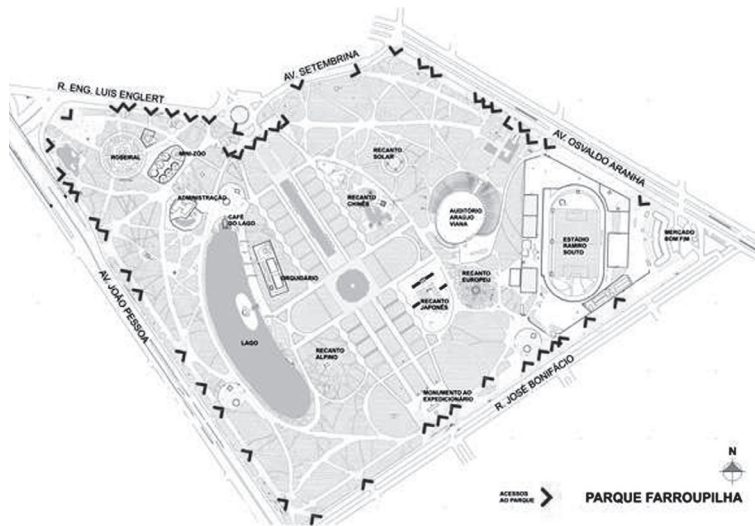 AV. SETEMBRINA
R. ENG. LUIS ENGLERT
AV. OSVALDO ARANHA
ROSEIRAL
MINI-ZÔO
RECANTO
SOLAR
ADMINISTRAÇÃO
RECANTO
CHINÊS
CAFÉ
DO LAGO
AUDITÓRIO
ARAÚJO
VIANA
MERCADO
BOM FIM
ESTÁDIO
RAMIRO
SOUTO
ORQUIDÁRIO
RECANTO
EUROPEU
RECANTO
JAPONÊS
AV. JOÃO PESSOA
LAGO
RECANTO
ALPINO
MONUMENTO AO
EXPEDICIONÁRIO
R. JOSÉ BONIFÁCIO
N
ACESSOS
AO PARQUE
PARQUE FARROUPILHA